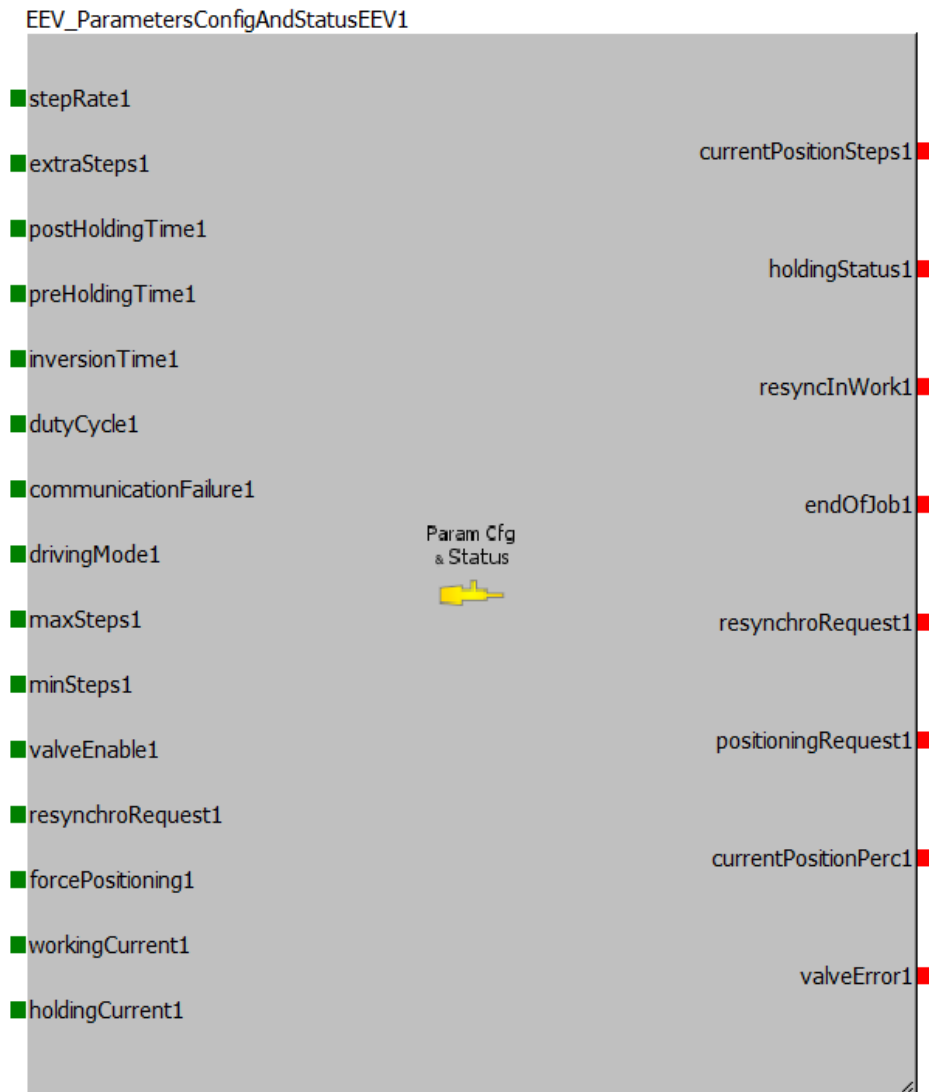 EEV_ParametersConfigAndStatusEEV1
stepRate1
extraSteps1
postHoldingTime1
preHoldingTime1
inversionTime1
dutyCycle1
communicationFailure1
drivingMode1
maxSteps1
minSteps1
valveEnable1
resynchroRequest1
forcePositioning1
workingCurrent1
holdingCurrent1
Param Cfg
& Status
currentPositionSteps1
holdingStatus1
resyncInWork1
endOfJob1
resynchroRequest1
positioningRequest1
currentPositionPerc1
valveError1